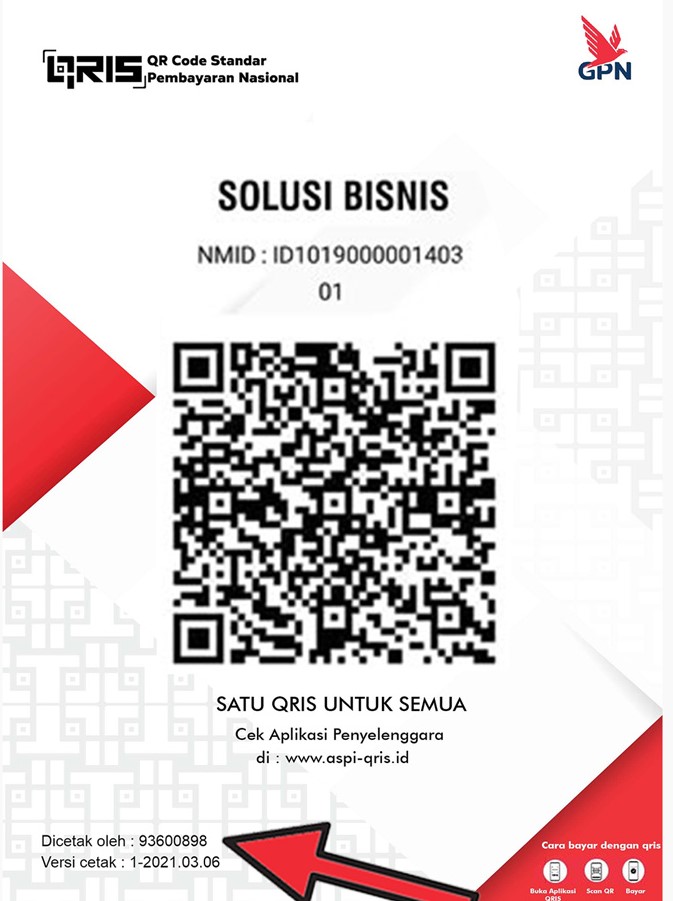 QRIS
QR Code Standar
Pembayaran Nasional
GPN
SOLUSI BISNIS
NMID : ID1019000001403
01
SATU QRIS UNTUK SEMUA
Cek Aplikasi Penyelenggara
di : www.aspi-qris.id
Dicetak oleh : 93600898
Versi cetak : 1-2021.03.06
Cara bayar dengan qris
Buka Aplikasi
QRIS
Scan QR
Bayar